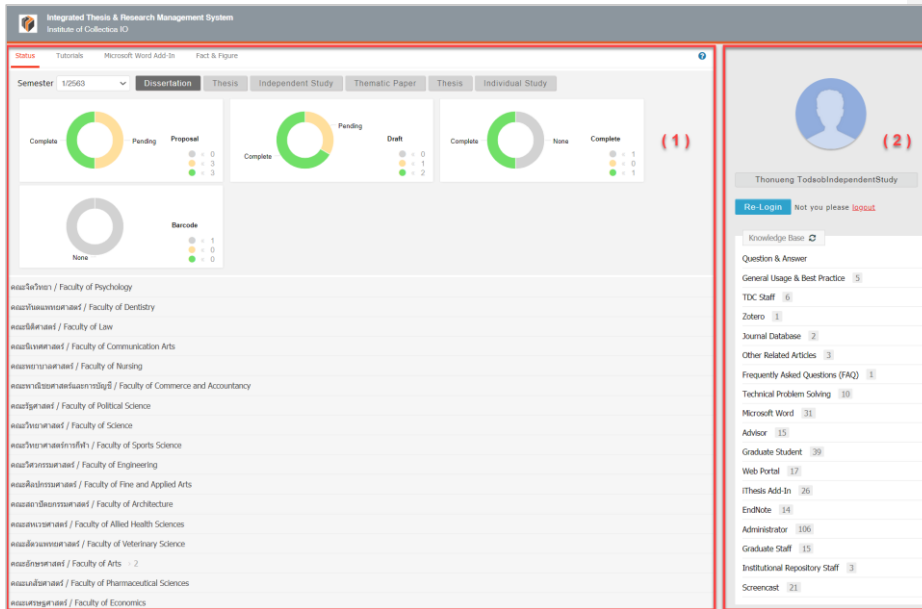 Integrated Thesis & Research Management System
Institute of Collectica IO
Status Tutorials Microsoft Word Add-In Fact & Figure
Semester 1/2563 Dissertation Thesis Independent Study Thematic Paper Thesis Individual Study
Complete Pending Proposal
× 0
× 3
× 3
Complete Pending Draft
× 0
× 1
× 2
Complete None Complete
× 1
× 0
× 1
None Barcode
× 1
× 0
× 0
( 1 )
คณะจิตวิทยา / Faculty of Psychology
คณะทันตแพทยศาสตร์ / Faculty of Dentistry
คณะนิติศาสตร์ / Faculty of Law
คณะนิเทศศาสตร์ / Faculty of Communication Arts
คณะพยาบาลศาสตร์ / Faculty of Nursing
คณะพาณิชยศาสตร์และการบัญชี / Faculty of Commerce and Accountancy
คณะรัฐศาสตร์ / Faculty of Political Science
คณะวิทยาศาสตร์ / Faculty of Science
คณะวิทยาศาสตร์การกีฬา / Faculty of Sports Science
คณะวิศวกรรมศาสตร์ / Faculty of Engineering
คณะศิลปกรรมศาสตร์ / Faculty of Fine and Applied Arts
คณะสถาปัตยกรรมศาสตร์ / Faculty of Architecture
คณะสหเวชศาสตร์ / Faculty of Allied Health Sciences
คณะสัตวแพทยศาสตร์ / Faculty of Veterinary Science
คณะอักษรศาสตร์ / Faculty of Arts × 2
คณะเภสัชศาสตร์ / Faculty of Pharmaceutical Sciences
คณะเศรษฐศาสตร์ / Faculty of Economics
( 2 )
Thonueng TodsobIndependentStudy
Re-Login Not you please logout
Knowledge Base
Question & Answer
General Usage & Best Practice 5
TDC Staff 6
Zotero 1
Journal Database 2
Other Related Articles 3
Frequently Asked Questions (FAQ) 1
Technical Problem Solving 10
Microsoft Word 31
Advisor 15
Graduate Student 39
Web Portal 17
iThesis Add-In 26
EndNote 14
Administrator 106
Graduate Staff 15
Institutional Repository Staff 3
Screencast 21